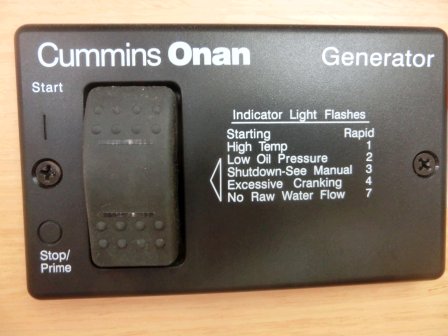 Cummins Onan Generator
Start
Indicator Light Flashes
Starting Rapid
High Temp 1
Low Oil Pressure 2
Shutdown-See Manual 3
Excessive Cranking 4
No Raw Water Flow 7
Stop/
Prime